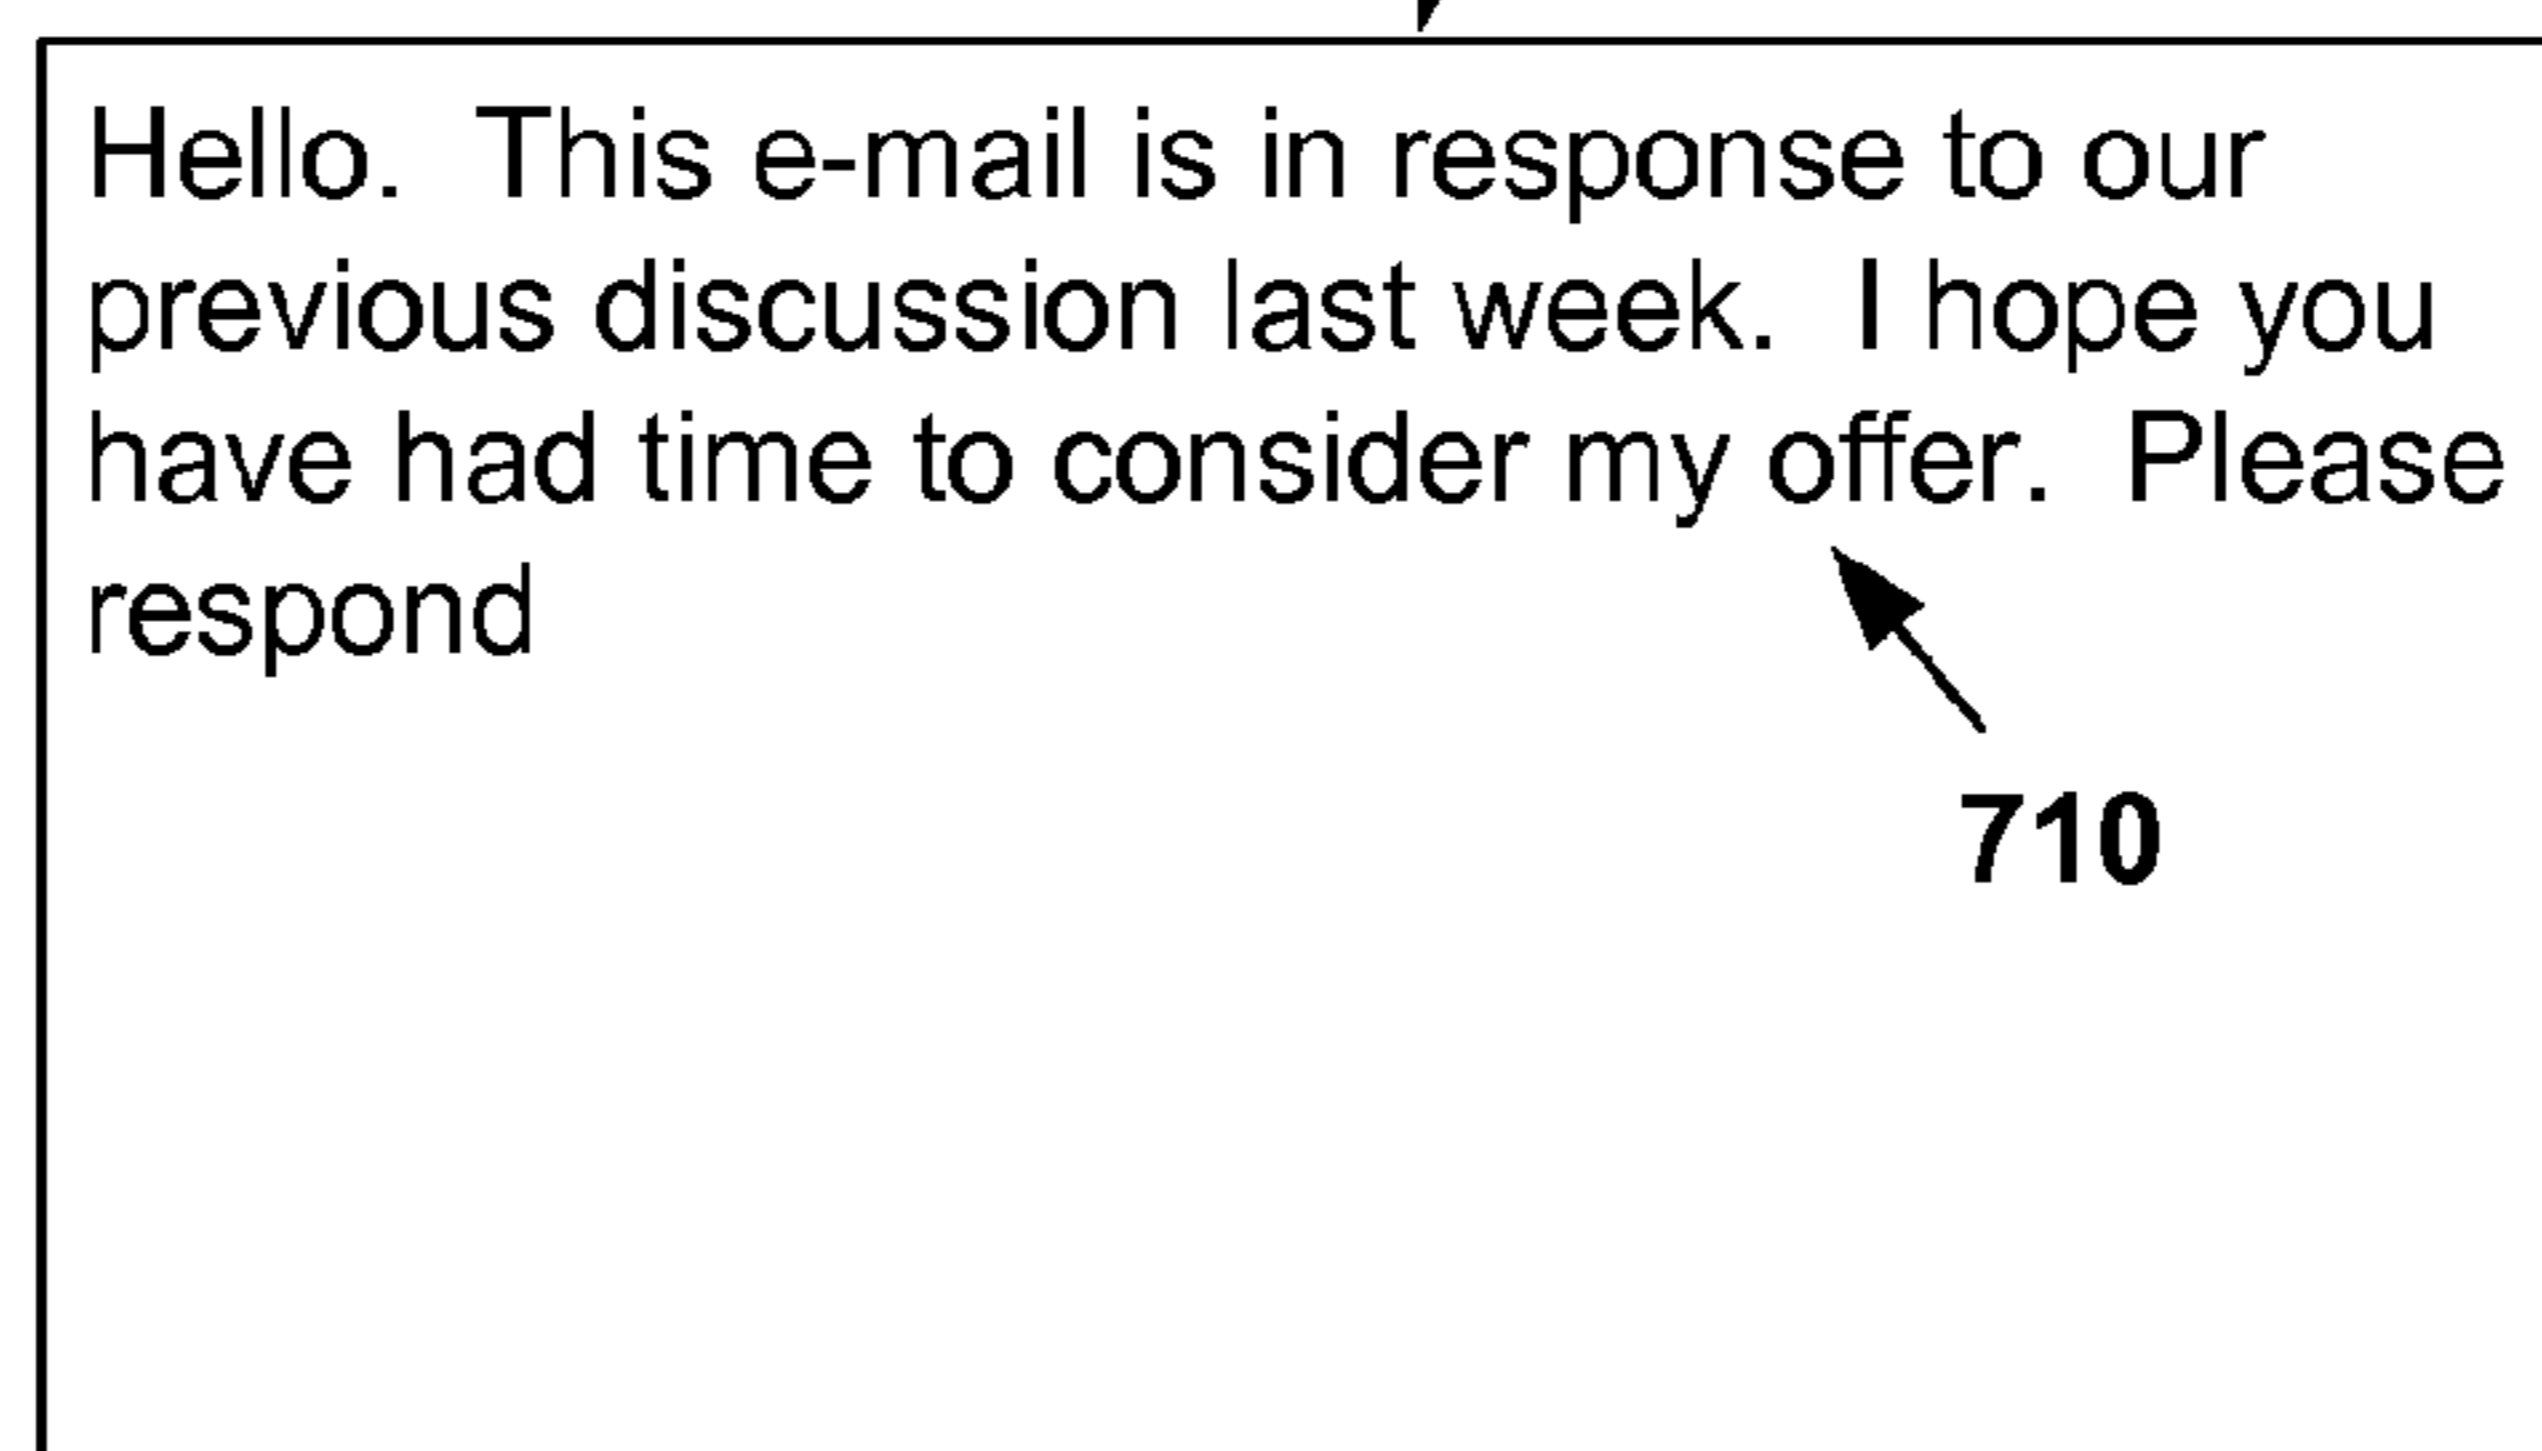 Hello.  This e-mail is in response to our
previous discussion last week.  I hope you
have had time to consider my offer.  Please
respond
710